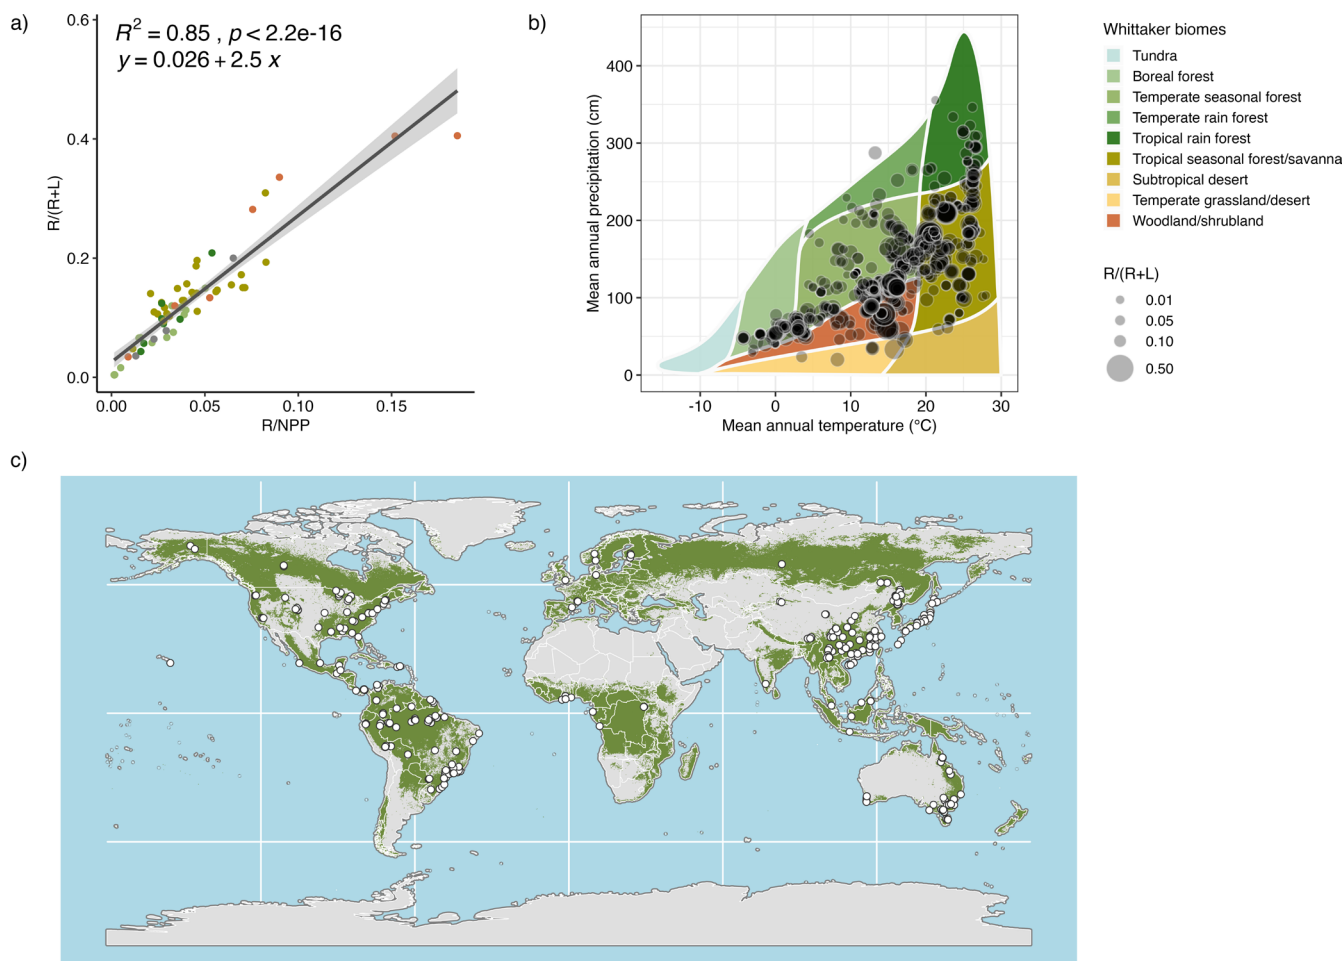 a)
R² = 0.85 , p < 2.2e-16
y = 0.026 + 2.5 x
0.6
0.4
0.2
0.0
R/(R+L)
0.00 0.05 0.10 0.15
R/NPP
b)
400
300
200
100
0
Mean annual precipitation (cm)
-10 0 10 20 30
Mean annual temperature (°C)
Whittaker biomes
Tundra
Boreal forest
Temperate seasonal forest
Temperate rain forest
Tropical rain forest
Tropical seasonal forest/savanna
Subtropical desert
Temperate grassland/desert
Woodland/shrubland
R/(R+L)
0.01
0.05
0.10
0.50
c)